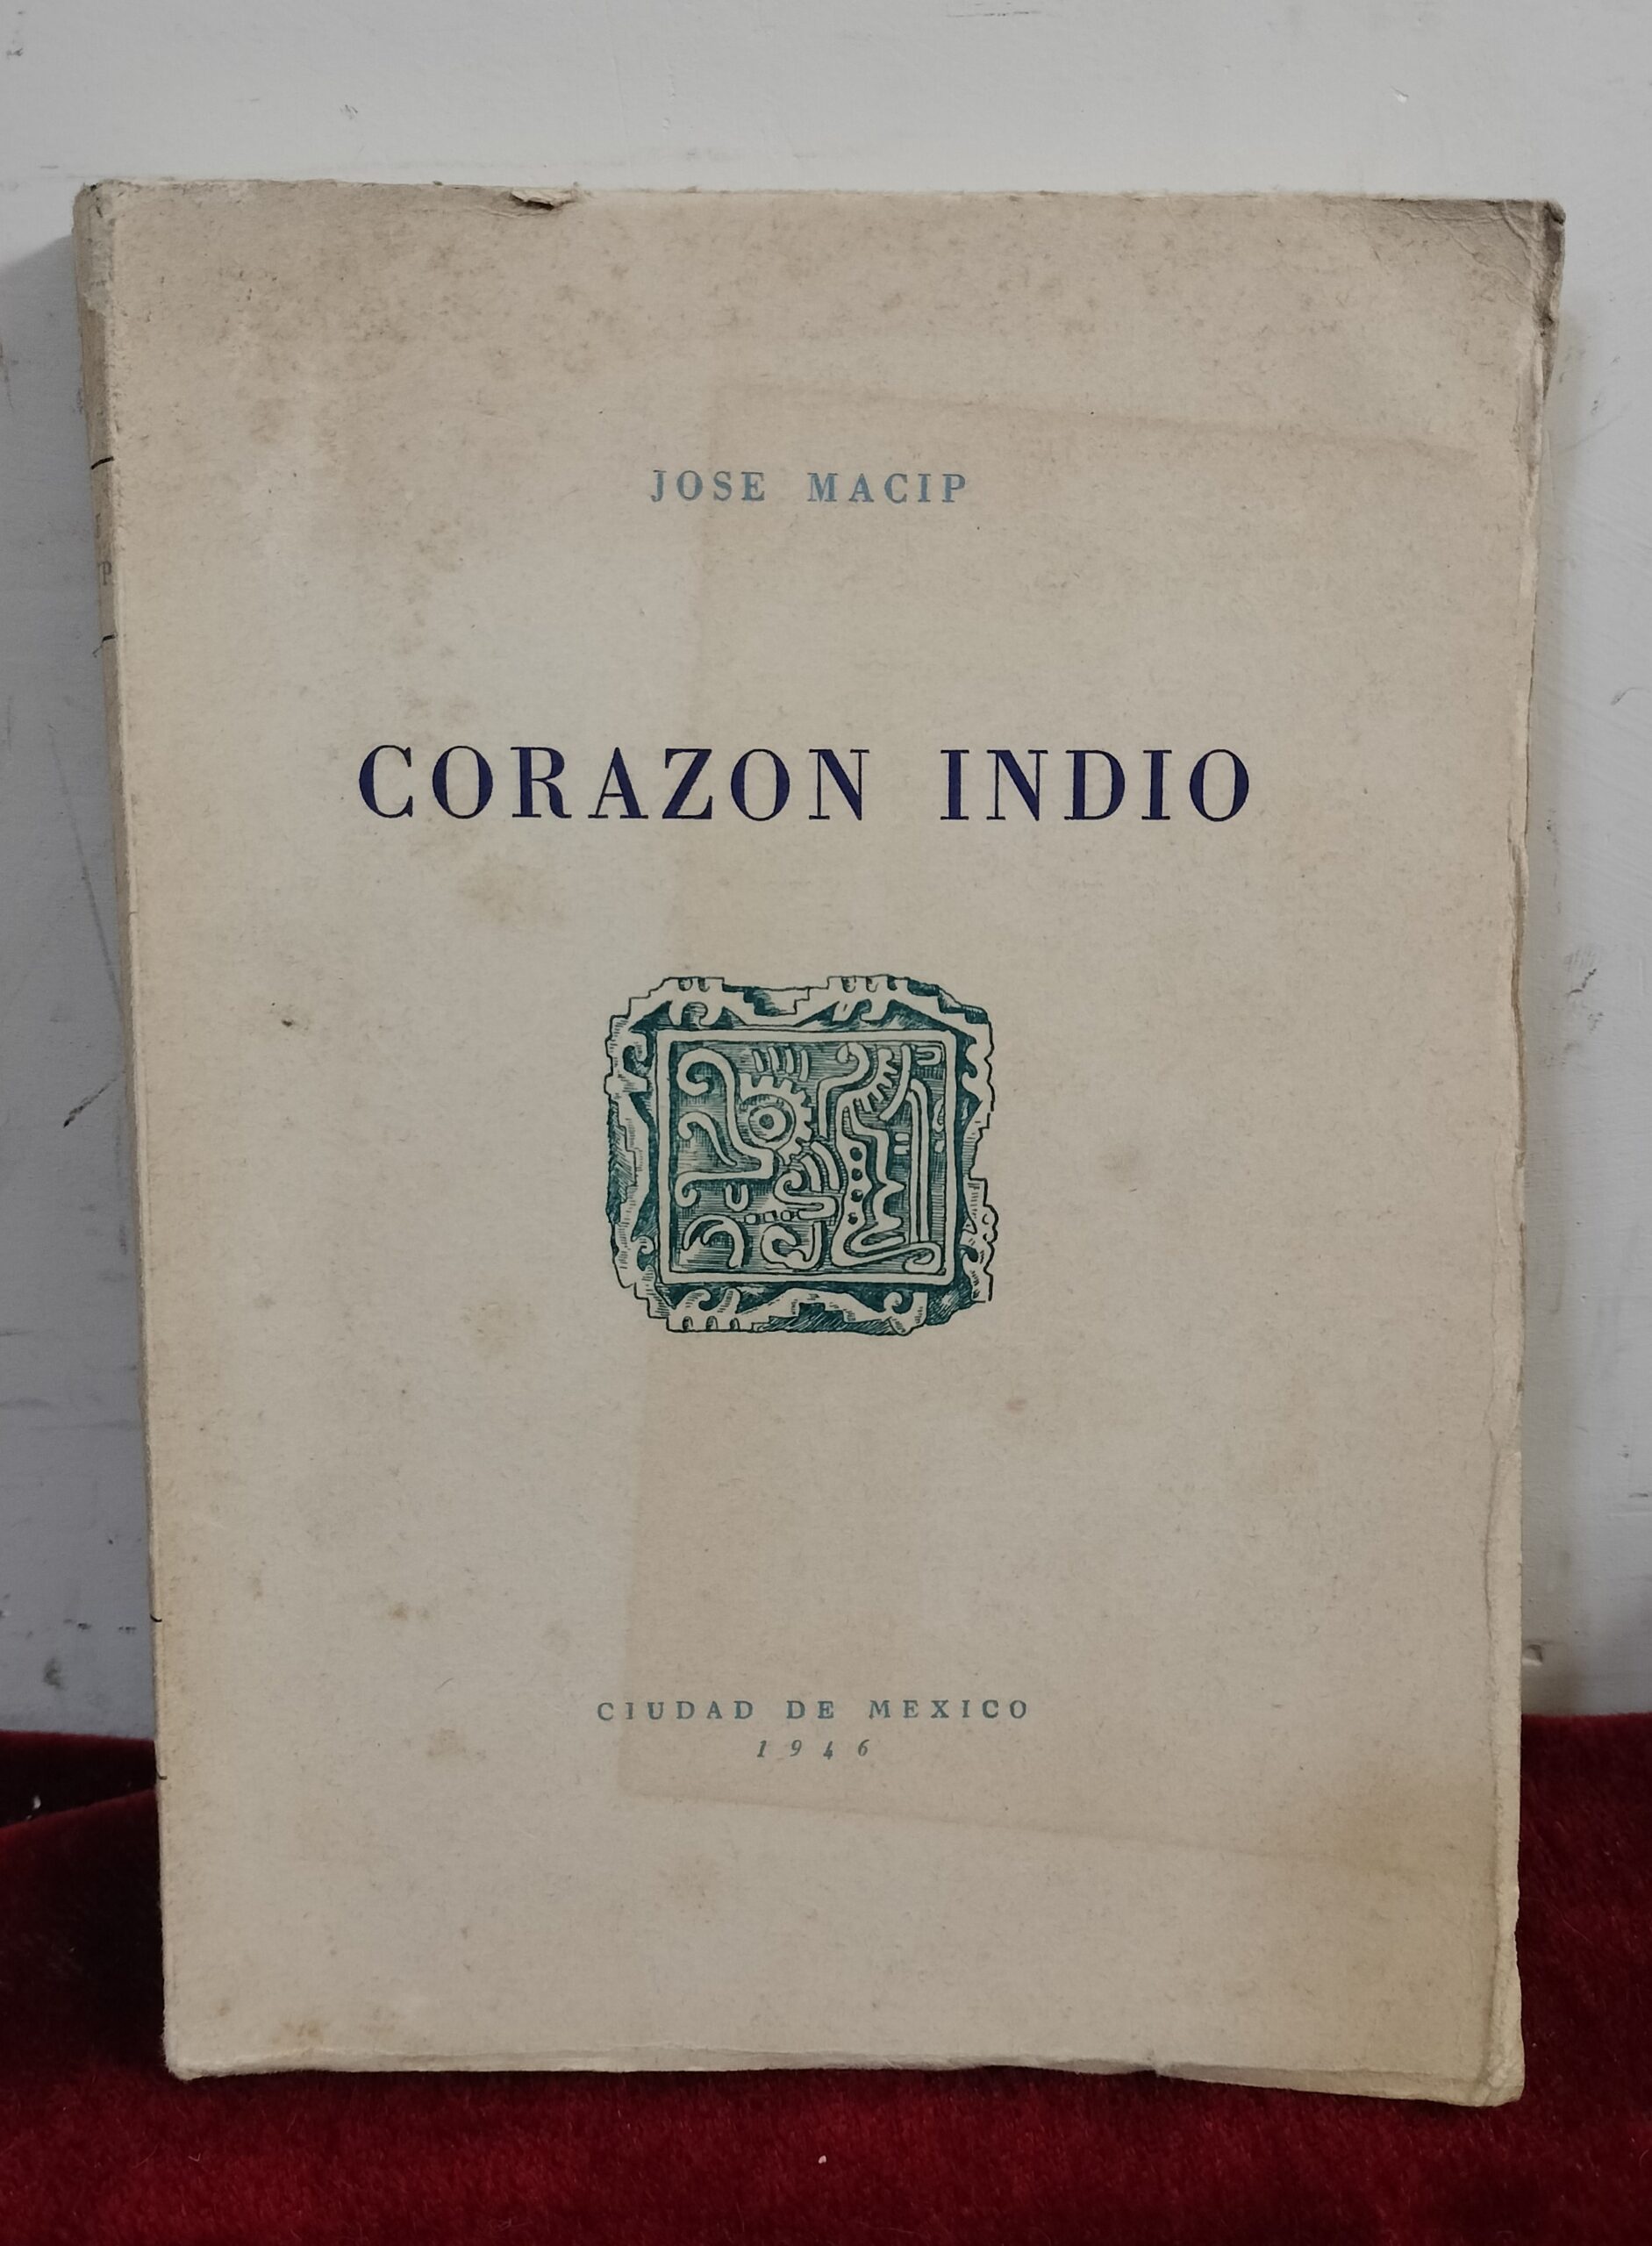 JOSE MACIP
CORAZON INDIO
CIUDAD DE MEXICO
1946